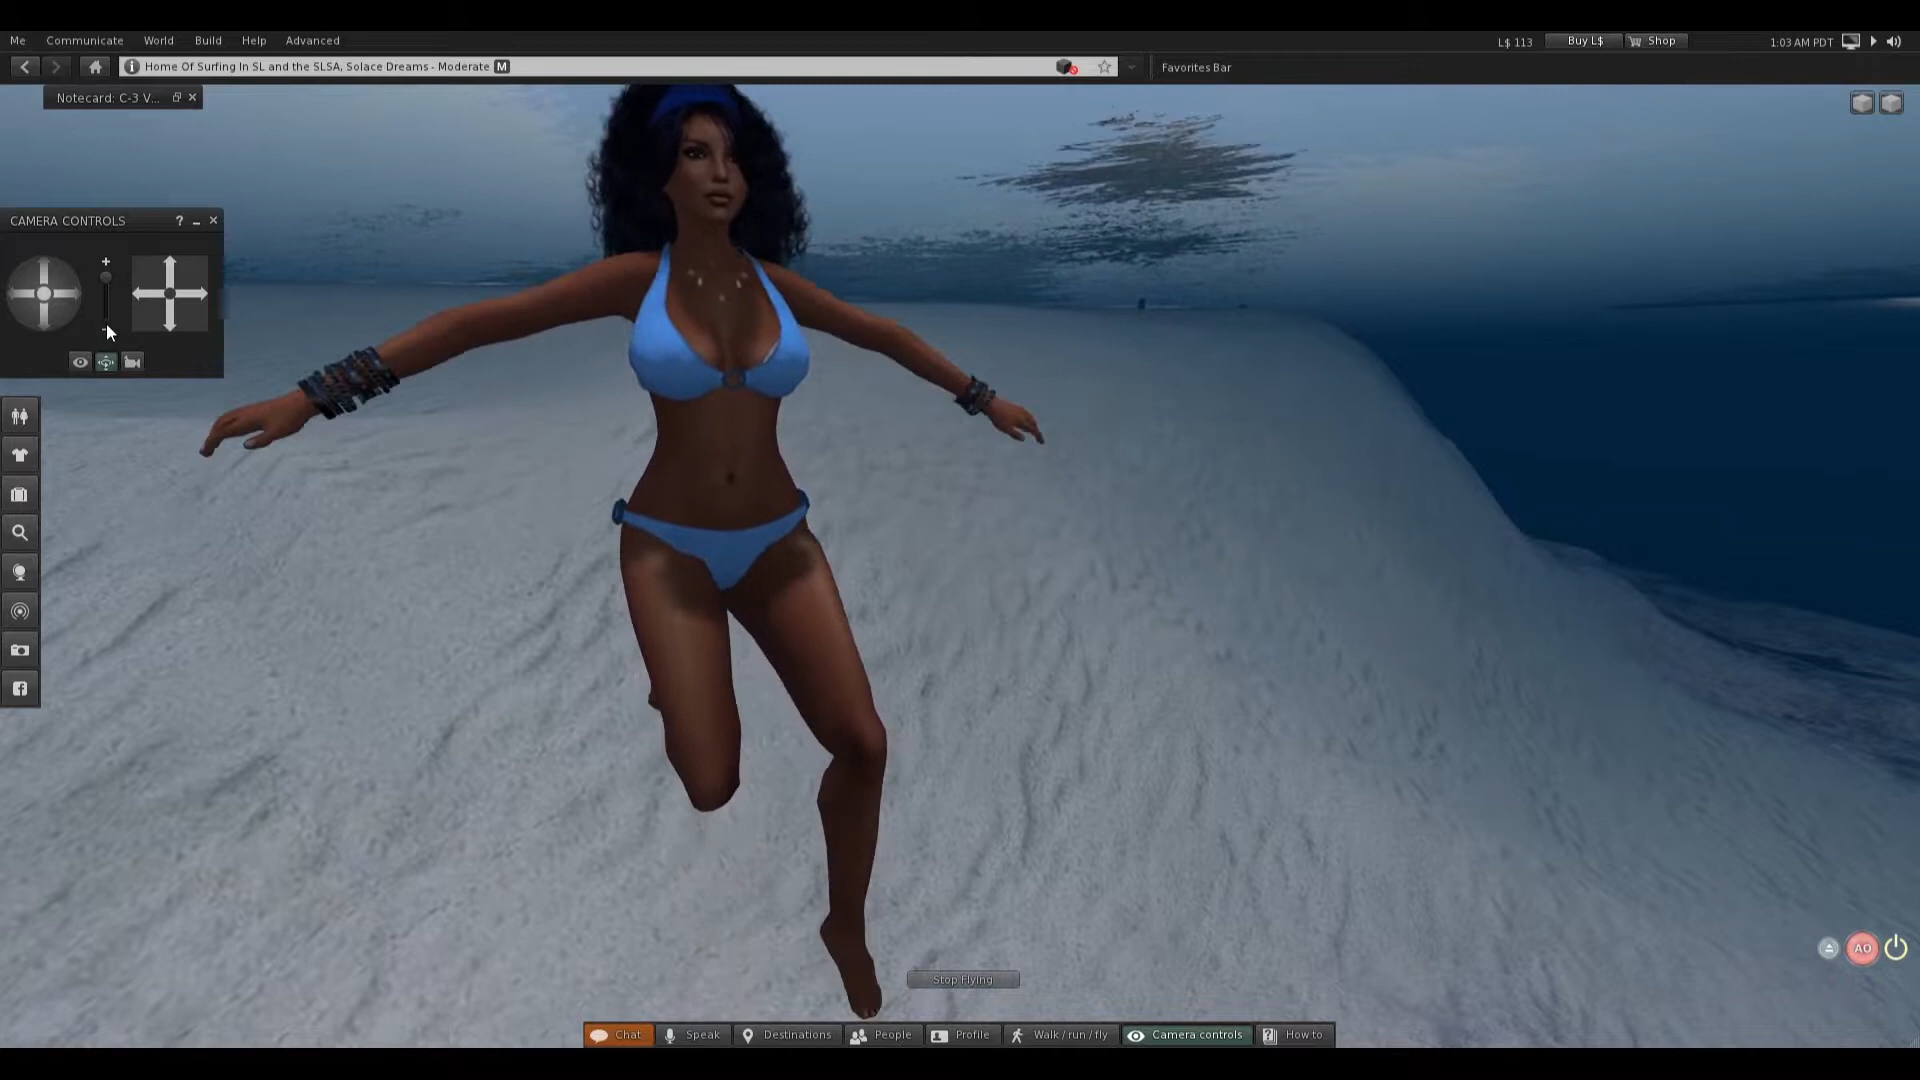 Me Communicate World Build Help Advanced L$ 113 Buy L$ Shop 1:03 AM PDT
Home Of Surfing In SL and the SLSA, Solace Dreams - Moderate M Favorites Bar
Notecard: C-3 V...
CAMERA CONTROLS ?
AO
Stop Flying
Chat Speak Destinations People Profile Walk / run / fly Camera controls How to